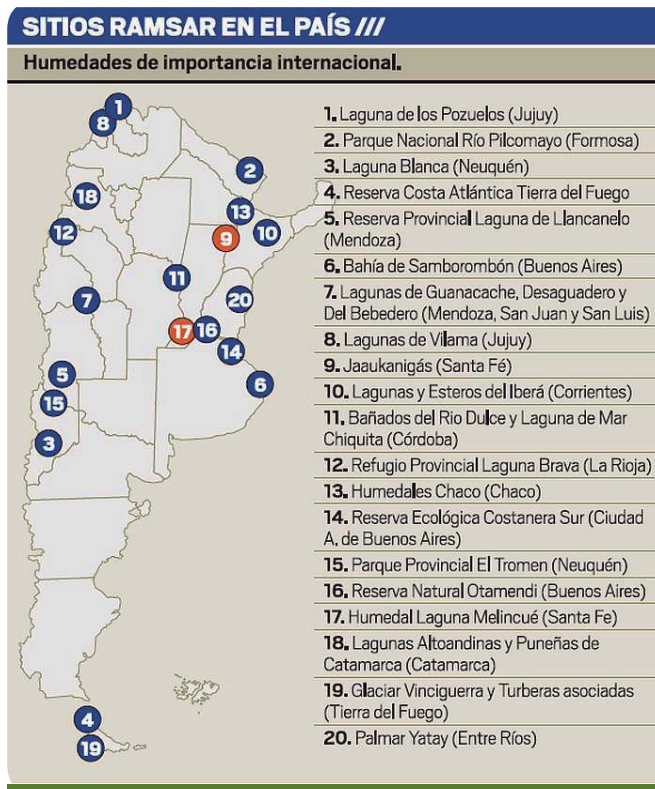 SITIOS RAMSAR EN EL PAÍS ///
Humedades de importancia internacional.
1. Laguna de los Pozuelos (Jujuy)
2. Parque Nacional Río Pilcomayo (Formosa)
3. Laguna Blanca (Neuquén)
4. Reserva Costa Atlántica Tierra del Fuego
5. Reserva Provincial Laguna de Llancanelo
(Mendoza)
6. Bahía de Samborombón (Buenos Aires)
7. Lagunas de Guanacache, Desaguadero y
Del Bebedero (Mendoza, San Juan y San Luis)
8. Lagunas de Vilama (Jujuy)
9. Jaaukanigás (Santa Fé)
10. Lagunas y Esteros del Iberá (Corrientes)
11. Bañados del Rio Dulce y Laguna de Mar
Chiquita (Córdoba)
12. Refugio Provincial Laguna Brava (La Rioja)
13. Humedales Chaco (Chaco)
14. Reserva Ecológica Costanera Sur (Ciudad
A. de Buenos Aires)
15. Parque Provincial El Tromen (Neuquén)
16. Reserva Natural Otamendi (Buenos Aires)
17. Humedal Laguna Melincué (Santa Fe)
18. Lagunas Altoandinas y Puneñas de
Catamarca (Catamarca)
19. Glaciar Vinciguerra y Turberas asociadas
(Tierra del Fuego)
20. Palmar Yatay (Entre Ríos)
1
8
2
18
13
12
9
10
11
7
20
17
16
14
5
6
15
3
4
19